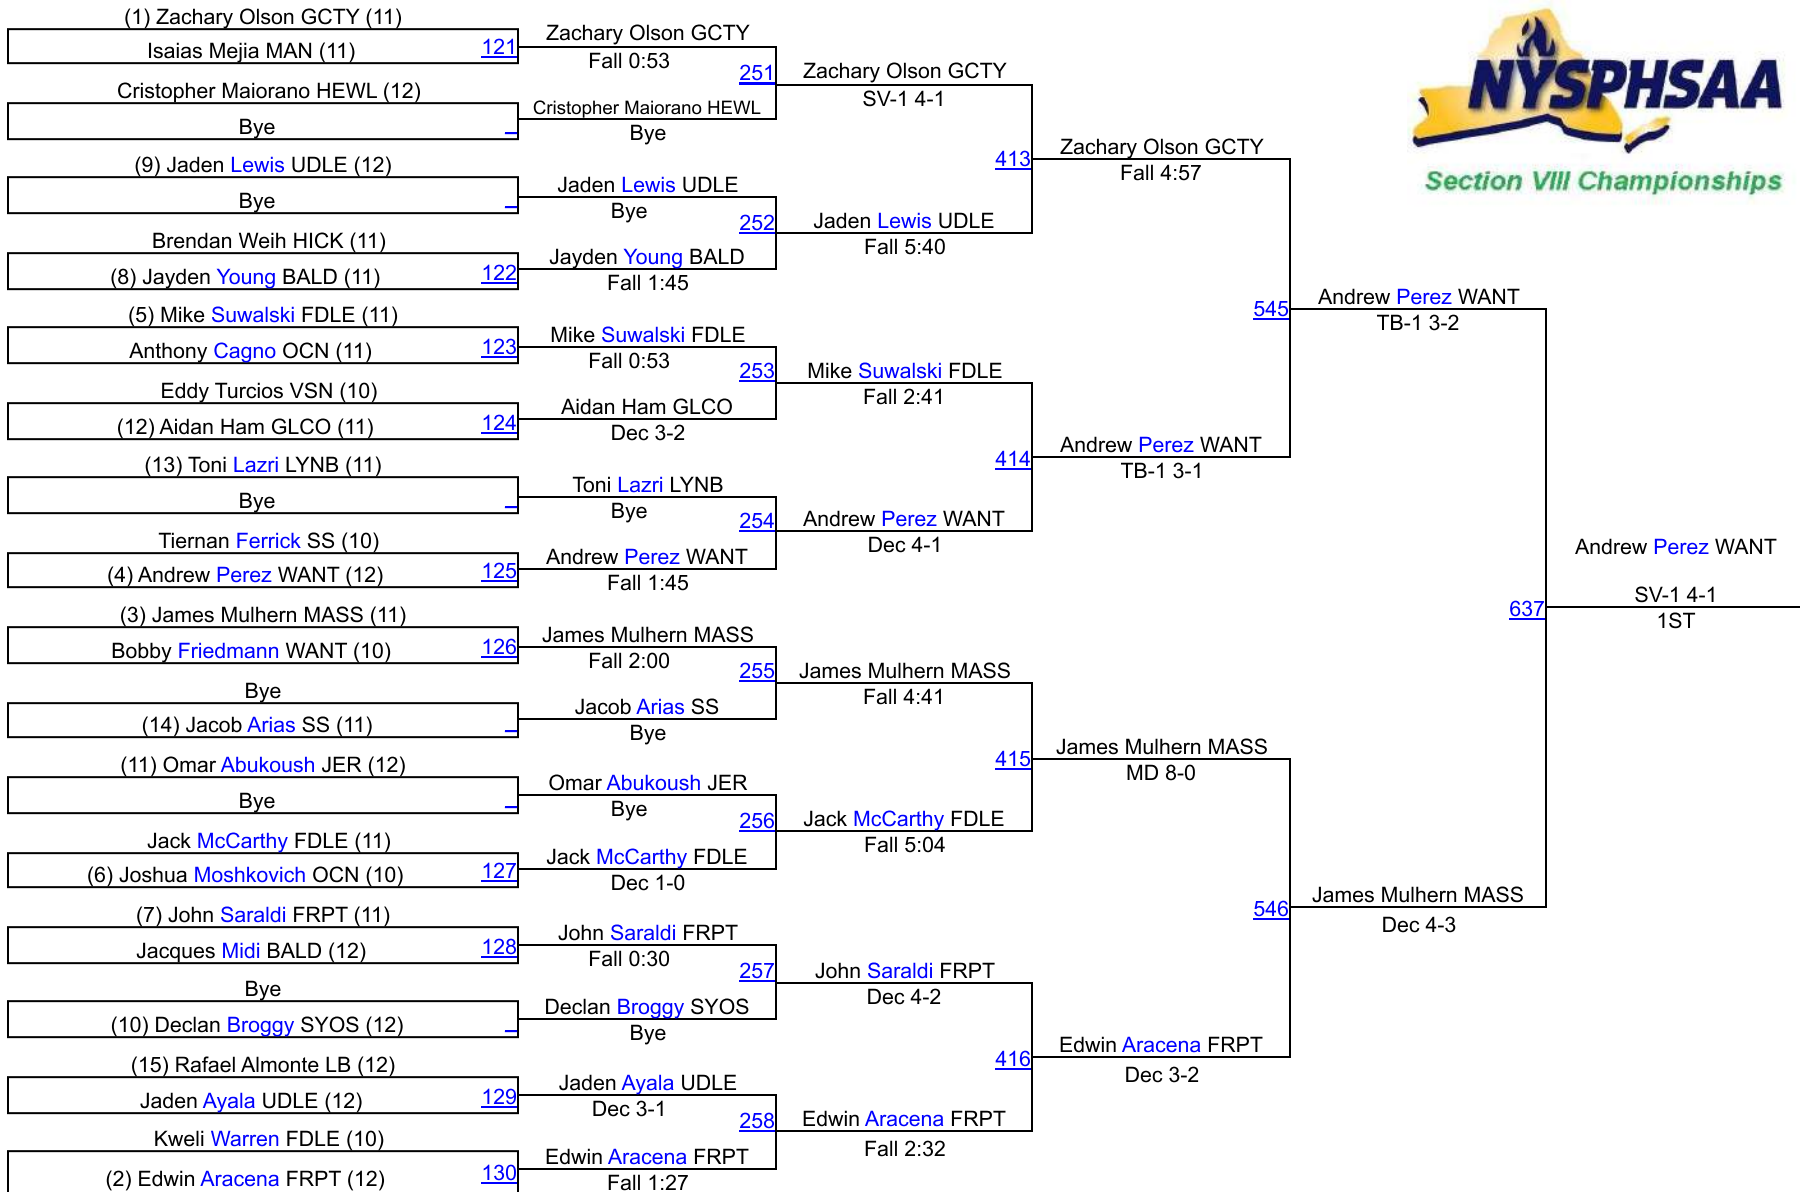 (1) Zachary Olson GCTY (11)
Isaias Mejia MAN (11)
121
Cristopher Maiorano HEWL (12)
Bye
(9) Jaden Lewis UDLE (12)
Bye
Brendan Weih HICK (11)
(8) Jayden Young BALD (11)
122
(5) Mike Suwalski FDLE (11)
Anthony Cagno OCN (11)
123
Eddy Turcios VSN (10)
(12) Aidan Ham GLCO (11)
124
(13) Toni Lazri LYNB (11)
Bye
Tiernan Ferrick SS (10)
(4) Andrew Perez WANT (12)
125
(3) James Mulhern MASS (11)
Bobby Friedmann WANT (10)
126
Bye
(14) Jacob Arias SS (11)
(11) Omar Abukoush JER (12)
Bye
Jack McCarthy FDLE (11)
(6) Joshua Moshkovich OCN (10)
127
(7) John Saraldi FRPT (11)
Jacques Midi BALD (12)
128
Bye
(10) Declan Broggy SYOS (12)
(15) Rafael Almonte LB (12)
Jaden Ayala UDLE (12)
129
Kweli Warren FDLE (10)
(2) Edwin Aracena FRPT (12)
130
Zachary Olson GCTY
Fall 0:53
251
Cristopher Maiorano HEWL
Bye
Jaden Lewis UDLE
Bye
252
Jayden Young BALD
Fall 1:45
Mike Suwalski FDLE
Fall 0:53
253
Aidan Ham GLCO
Dec 3-2
Toni Lazri LYNB
Bye
254
Andrew Perez WANT
Fall 1:45
James Mulhern MASS
Fall 2:00
255
Jacob Arias SS
Bye
Omar Abukoush JER
Bye
256
Jack McCarthy FDLE
Dec 1-0
John Saraldi FRPT
Fall 0:30
257
Declan Broggy SYOS
Bye
Jaden Ayala UDLE
Dec 3-1
258
Edwin Aracena FRPT
Fall 1:27
Zachary Olson GCTY
SV-1 4-1
413
Jaden Lewis UDLE
Fall 5:40
Mike Suwalski FDLE
Fall 2:41
414
Andrew Perez WANT
Dec 4-1
James Mulhern MASS
Fall 4:41
415
Jack McCarthy FDLE
Fall 5:04
John Saraldi FRPT
Dec 4-2
416
Edwin Aracena FRPT
Fall 2:32
Zachary Olson GCTY
Fall 4:57
545
Andrew Perez WANT
TB-1 3-1
James Mulhern MASS
MD 8-0
546
Edwin Aracena FRPT
Dec 3-2
Andrew Perez WANT
TB-1 3-2
637
James Mulhern MASS
Dec 4-3
Andrew Perez WANT
SV-1 4-1
1ST
NYSPHSAA
Section VIII Championships